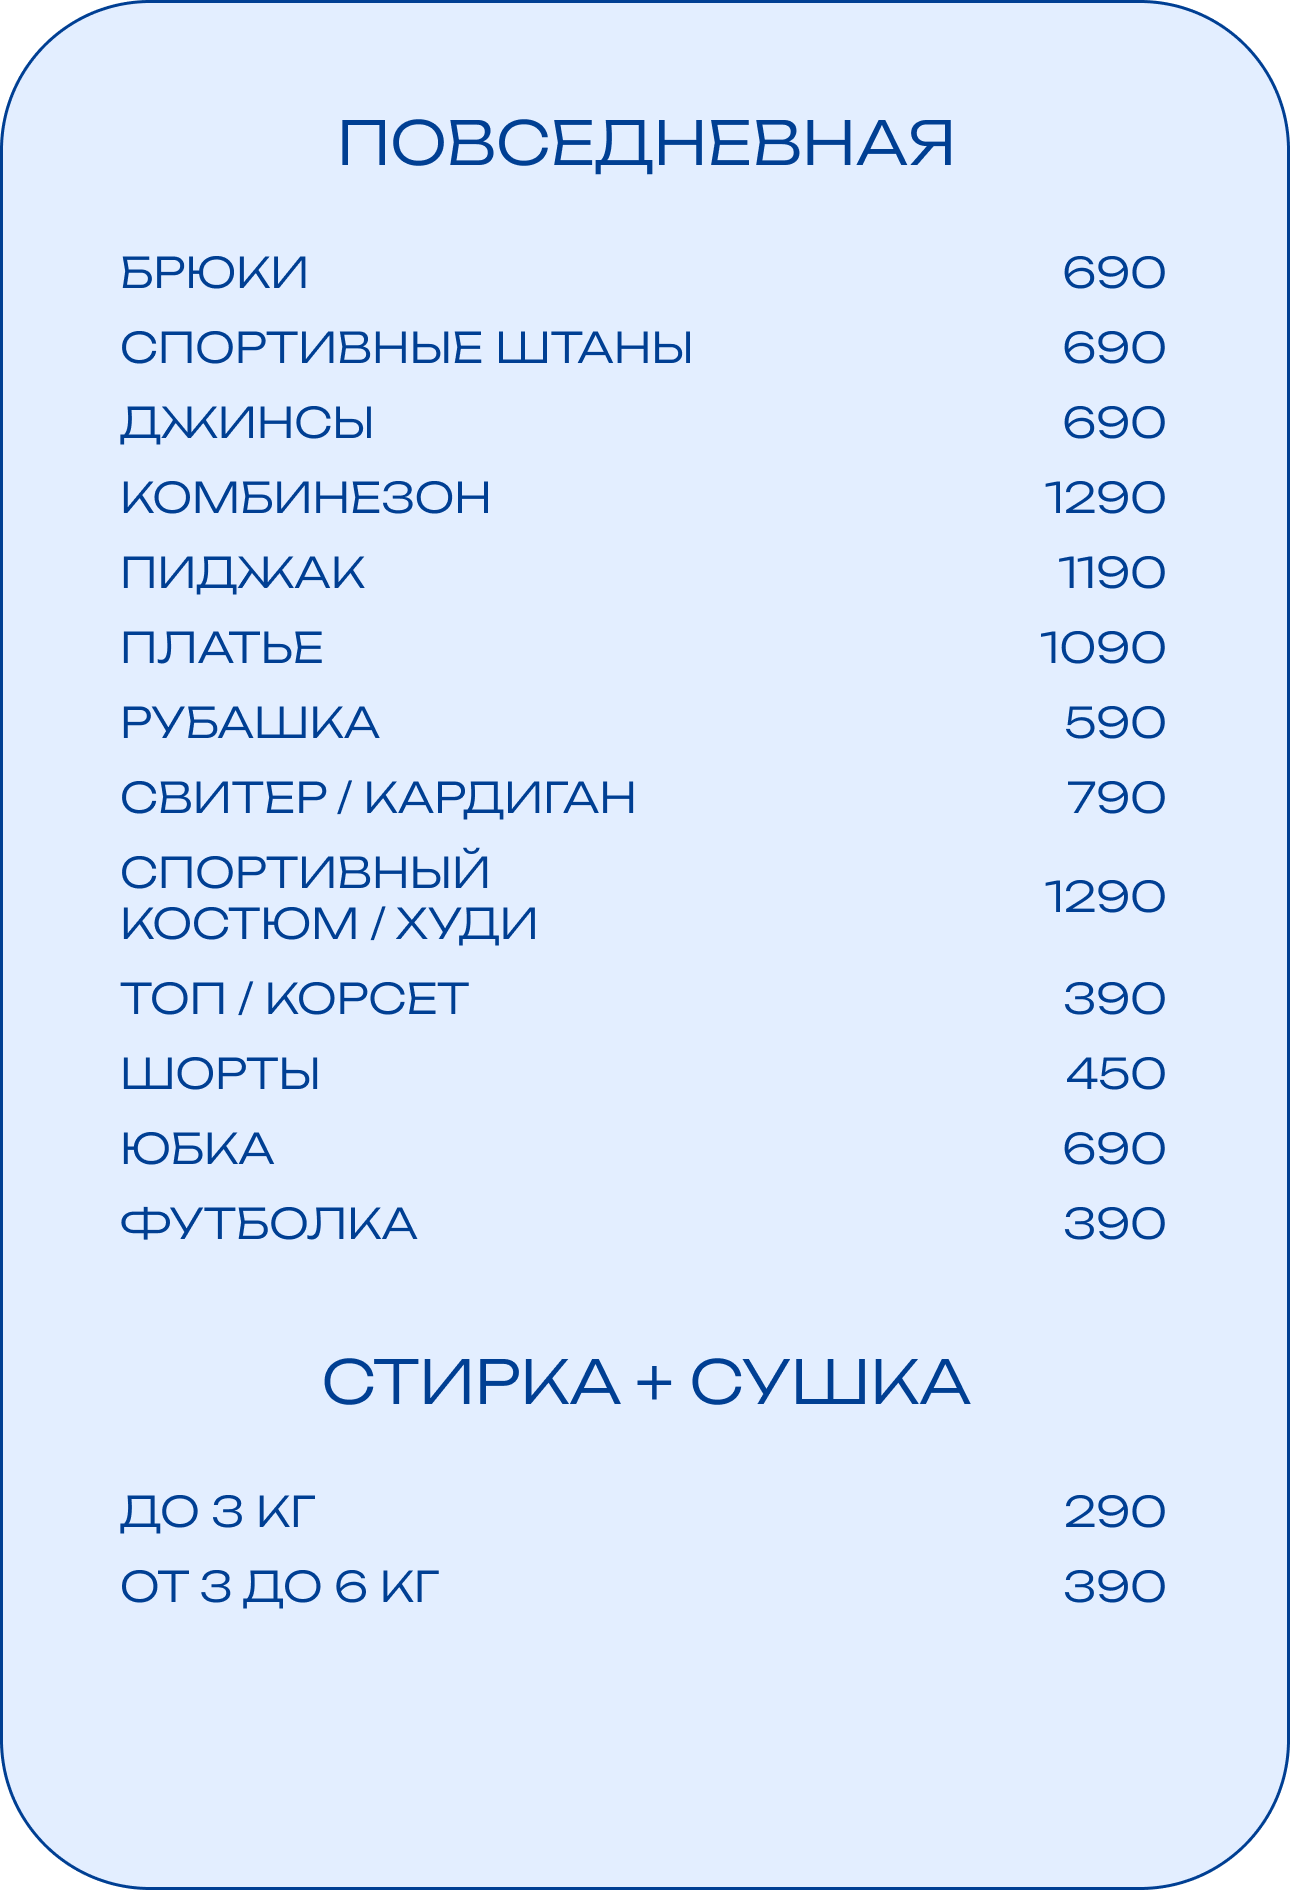 ПОВСЕДНЕВНАЯ
БРЮКИ 690
СПОРТИВНЫЕ ШТАНЫ 690
ДЖИНСЫ 690
КОМБИНЕЗОН 1290
ПИДЖАК 1190
ПЛАТЬЕ 1090
РУБАШКА 590
СВИТЕР / КАРДИГАН 790
СПОРТИВНЫЙ
КОСТЮМ / ХУДИ 1290
ТОП / КОРСЕТ 390
ШОРТЫ 450
ЮБКА 690
ФУТБОЛКА 390
СТИРКА + СУШКА
ДО 3 КГ 290
ОТ 3 ДО 6 КГ 390